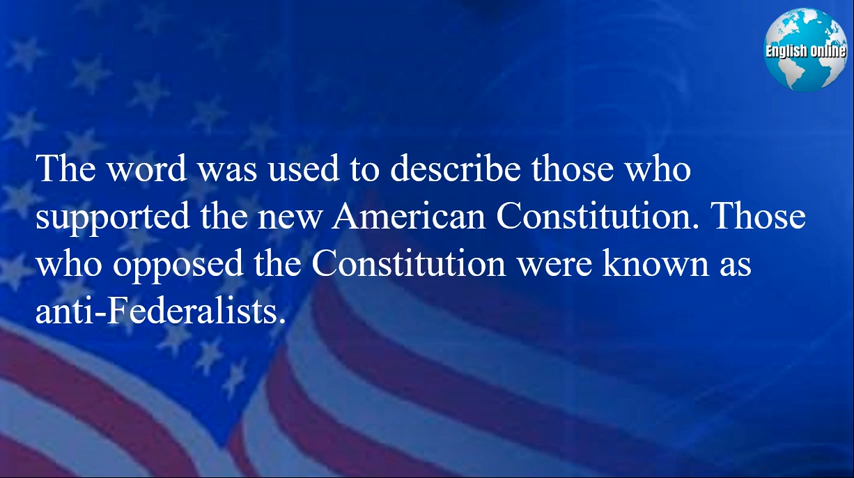 English Online
The word was used to describe those who
supported the new American Constitution. Those
who opposed the Constitution were known as
anti-Federalists.